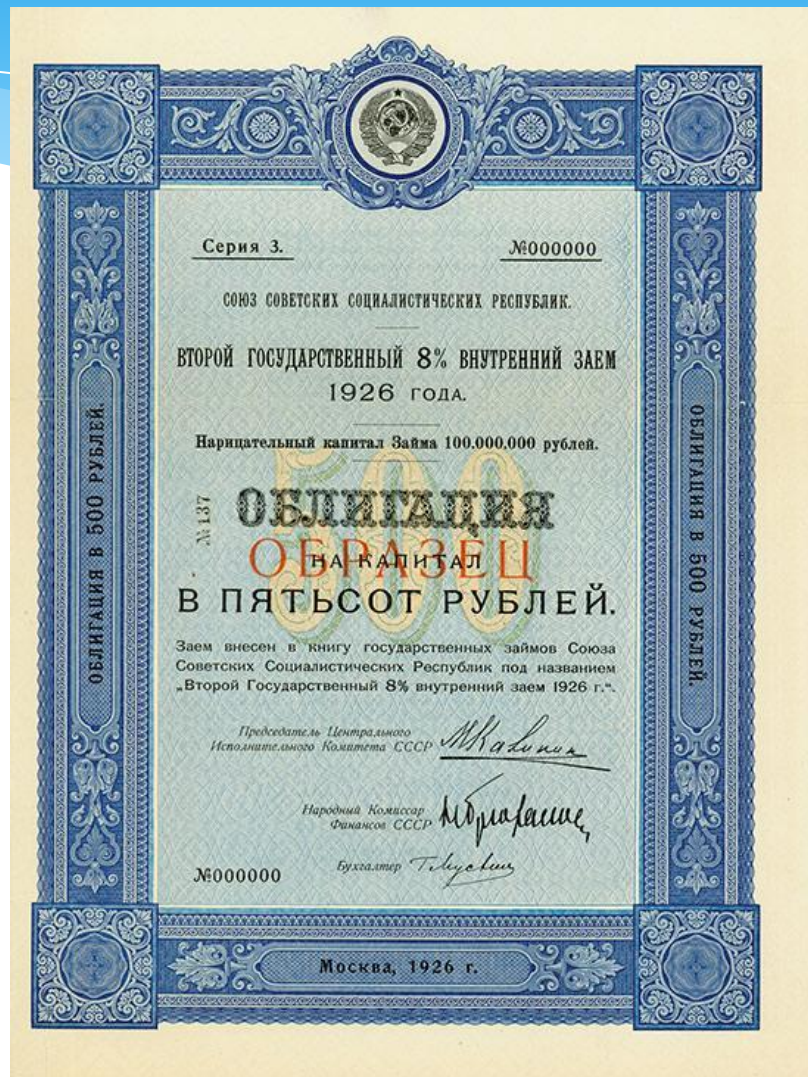 Серия 3.
№000000
СОЮЗ СОВЕТСКИХ СОЦИАЛИСТИЧЕСКИХ РЕСПУБЛИК.
ВТОРОЙ ГОСУДАРСТВЕННЫЙ 8% ВНУТРЕННИЙ ЗАЕМ
1926 ГОДА.
Нарицательный капитал Займа 100.000.000 рублей.
500
№ 137
ОБЛИГАЦИЯ
ОБРАЗЕЦ
НА КАПИТАЛ
В ПЯТЬСОТ РУБЛЕЙ.
Заем внесен в книгу государственных займов Союза
Советских Социалистических Республик под названием
„Второй Государственный 8% внутренний заем 1926 г.“.
Председатель Центрального
Исполнительного Комитета СССР
МКалинин
Народный Комиссар
Финансов СССР
Бухгалтер
№000000
ОБЛИГАЦИЯ В 500 РУБЛЕЙ.
ОБЛИГАЦИЯ В 500 РУБЛЕЙ.
Москва, 1926 г.